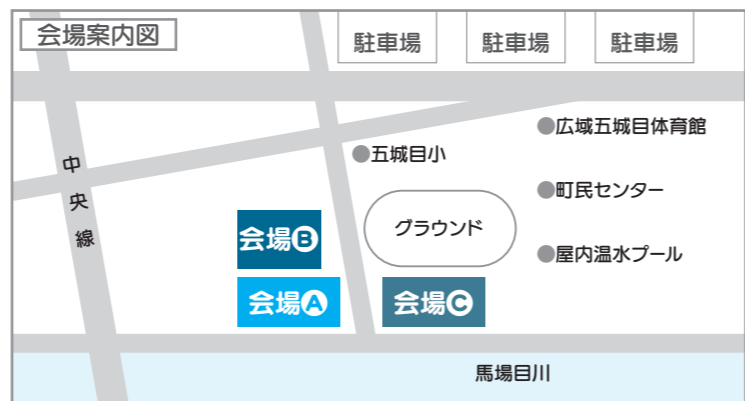 会場案内図
駐車場
駐車場
駐車場
広域五城目体育館
五城目小
中央線
町民センター
グラウンド
会場B
屋内温水プール
会場A
会場C
馬場目川